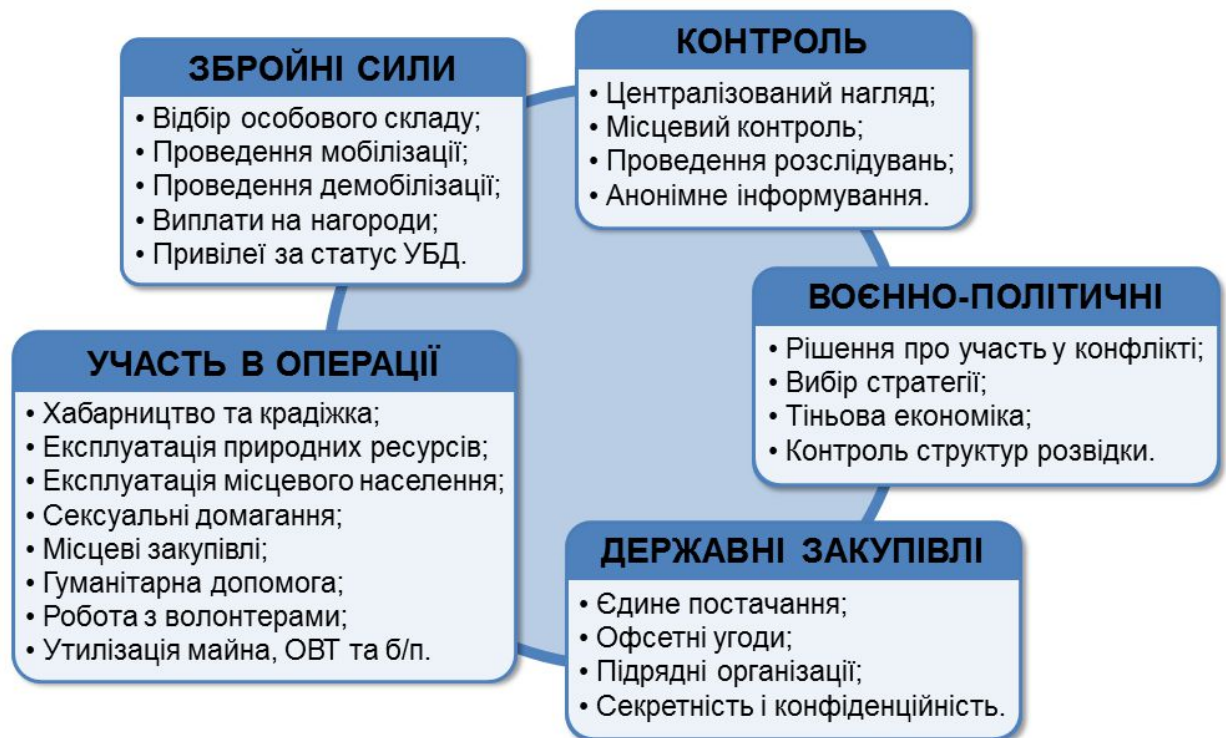 ЗБРОЙНІ СИЛИ
• Відбір особового складу;
• Проведення мобілізації;
• Проведення демобілізації;
• Виплати на нагороди;
• Привілеї за статус УБД.
КОНТРОЛЬ
• Централізований нагляд;
• Місцевий контроль;
• Проведення розслідувань;
• Анонімне інформування.
ВОЄННО-ПОЛІТИЧНІ
• Рішення про участь у конфлікті;
• Вибір стратегії;
• Тіньова економіка;
• Контроль структур розвідки.
УЧАСТЬ В ОПЕРАЦІЇ
• Хабарництво та крадіжка;
• Експлуатація природних ресурсів;
• Експлуатація місцевого населення;
• Сексуальні домагання;
• Місцеві закупівлі;
• Гуманітарна допомога;
• Робота з волонтерами;
• Утилізація майна, ОВТ та б/п.
ДЕРЖАВНІ ЗАКУПІВЛІ
• Єдине постачання;
• Офсетні угоди;
• Підрядні організації;
• Секретність і конфіденційність.